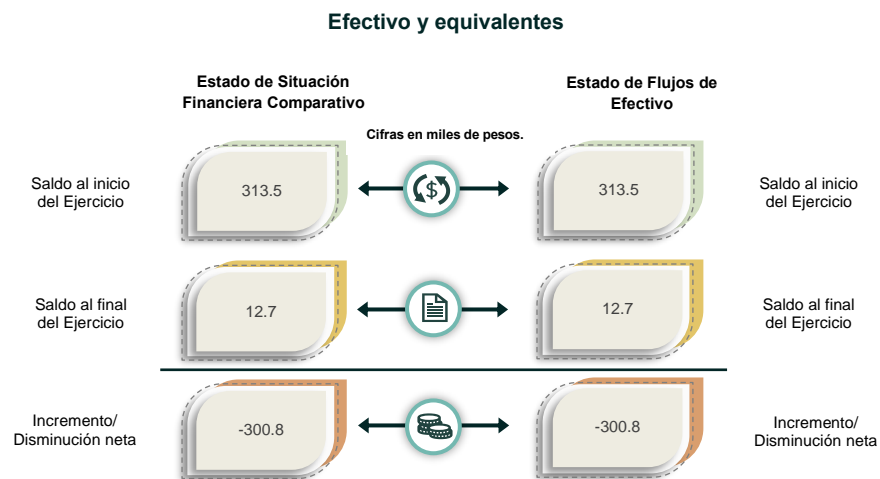 Efectivo y equivalentes
Estado de Situación
Financiera Comparativo
Estado de Flujos de
Efectivo
Cifras en miles de pesos.
Saldo al inicio
del Ejercicio
313.5
$
313.5
Saldo al inicio
del Ejercicio
Saldo al final
del Ejercicio
12.7
12.7
Saldo al final
del Ejercicio
Incremento/
Disminución neta
-300.8
-300.8
Incremento/
Disminución neta